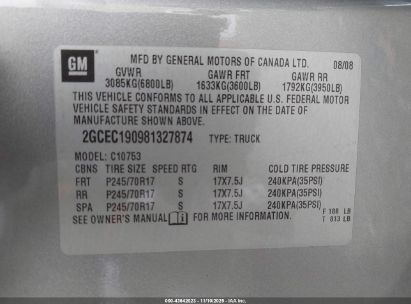 GM
MFD BY GENERAL MOTORS OF CANADA LTD. 08/08
GVWR GAWR FRT GAWR RR
3085KG(6800LB) 1633KG(3600LB) 1792KG(3950LB)
THIS VEHICLE CONFORMS TO ALL APPLICABLE U.S. FEDERAL MOTOR
VEHICLE SAFETY STANDARDS IN EFFECT ON THE DATE OF
MANUFACTURE SHOWN ABOVE.
2GCEC190981327874 TYPE: TRUCK
MODEL: C10753
CBNS TIRE SIZE SPEED RTG RIM COLD TIRE PRESSURE
FRT P245/70R17 S 17X7.5J 240KPA(35PSI)
RR P245/70R17 S 17X7.5J 240KPA(35PSI)
SPA P245/70R17 S 17X7.5J 240KPA(35PSI)
SEE OWNER'S MANUAL FOR MORE INFORMATION.
F 188 LB
T 813 LB